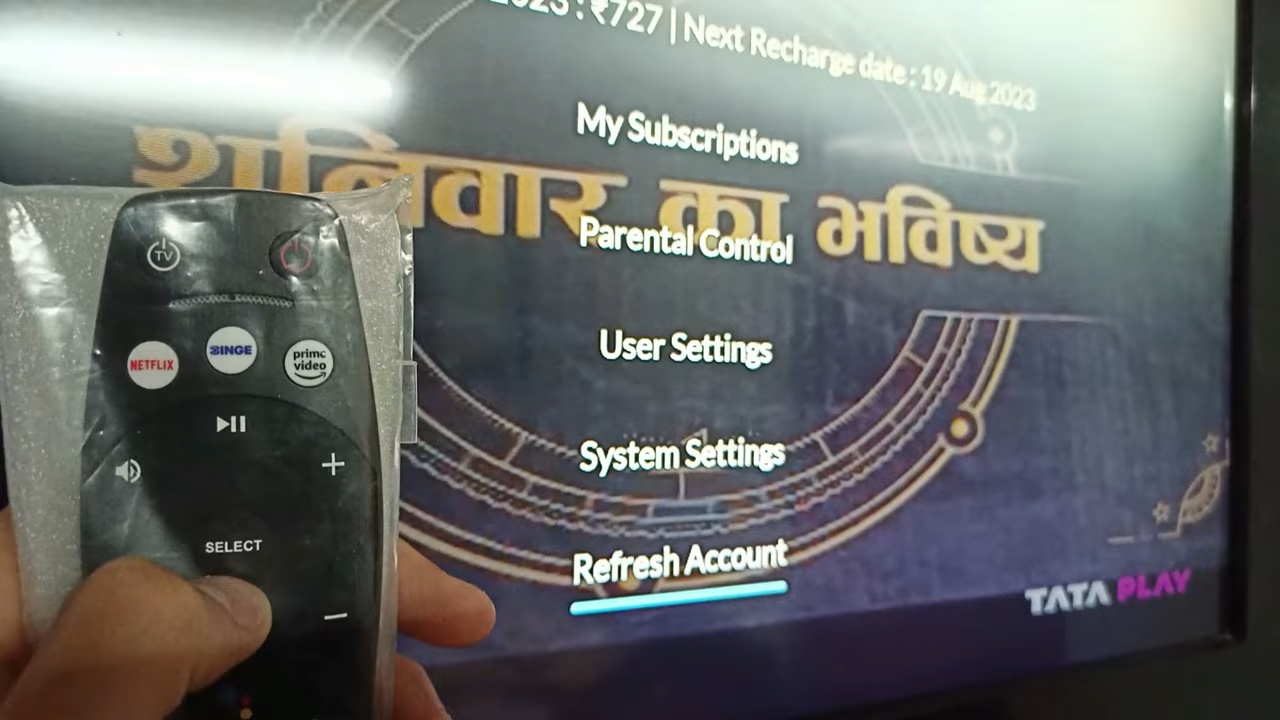 2023 : ₹727 | Next Recharge date : 19 Aug 2023
My Subscriptions
शनिवार का भविष्य
Parental Control
User Settings
System Settings
Refresh Account
TATA PLAY
TV
NETFLIX
BINGE
prime video
SELECT